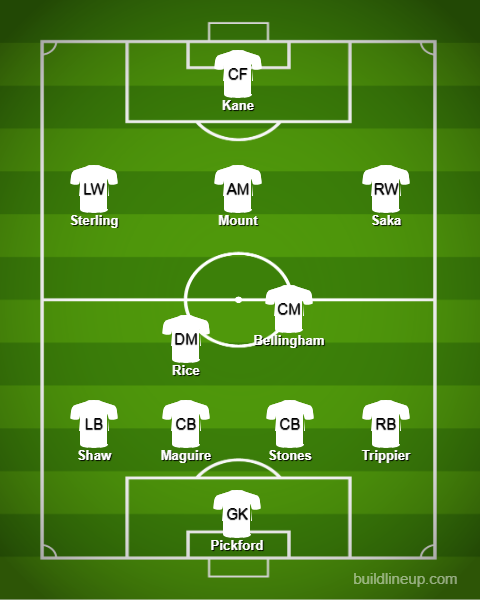 CF
Kane
LW
AM
RW
Sterling
Mount
Saka
CM
Bellingham
DM
Rice
LB
CB
CB
RB
Shaw
Maguire
Stones
Trippier
GK
Pickford
buildlineup.com